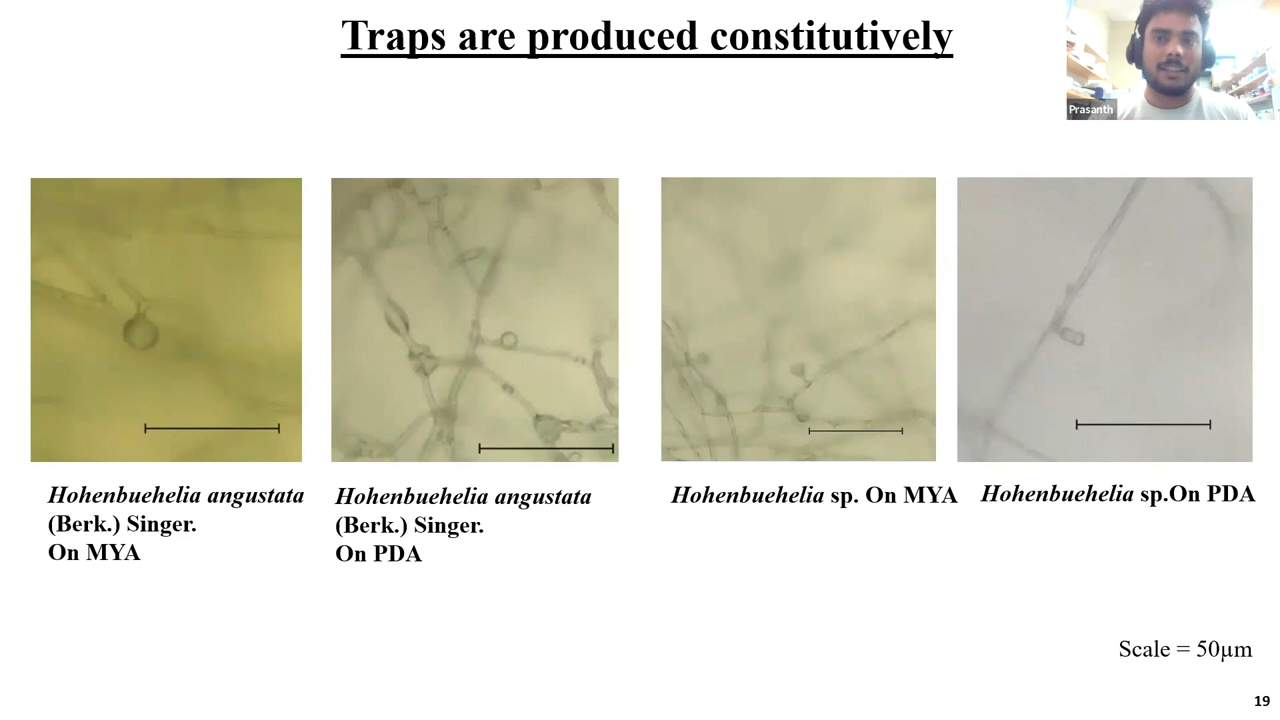 Traps are produced constitutively
Prasanth
Hohenbuehelia angustata
(Berk.) Singer.
On MYA
Hohenbuehelia angustata
(Berk.) Singer.
On PDA
Hohenbuehelia sp. On MYA
Hohenbuehelia sp.On PDA
Scale = 50µm
19